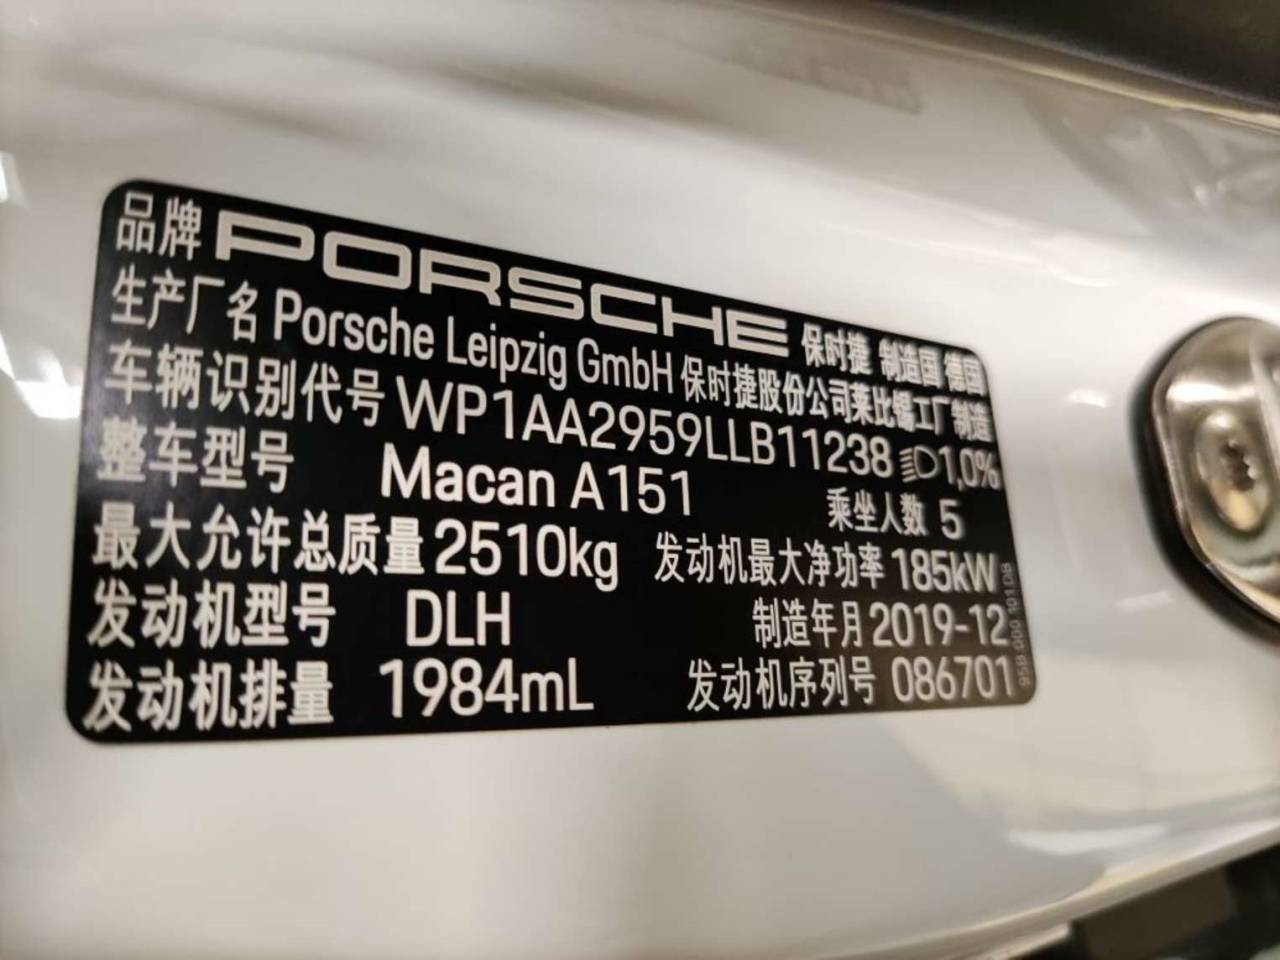 品牌 PORSCHE 保时捷 制造国 德国
生产厂名 Porsche Leipzig GmbH 保时捷股份公司莱比锡工厂制造
车辆识别代号 WP1AA2959LLB11238 1,0%
整车型号 Macan A151 乘坐人数 5
最大允许总质量 2510kg 发动机最大净功率 185kW
发动机型号 DLH 制造年月 2019-12
发动机排量 1984mL 发动机序列号 086701
95B.000.101.DB